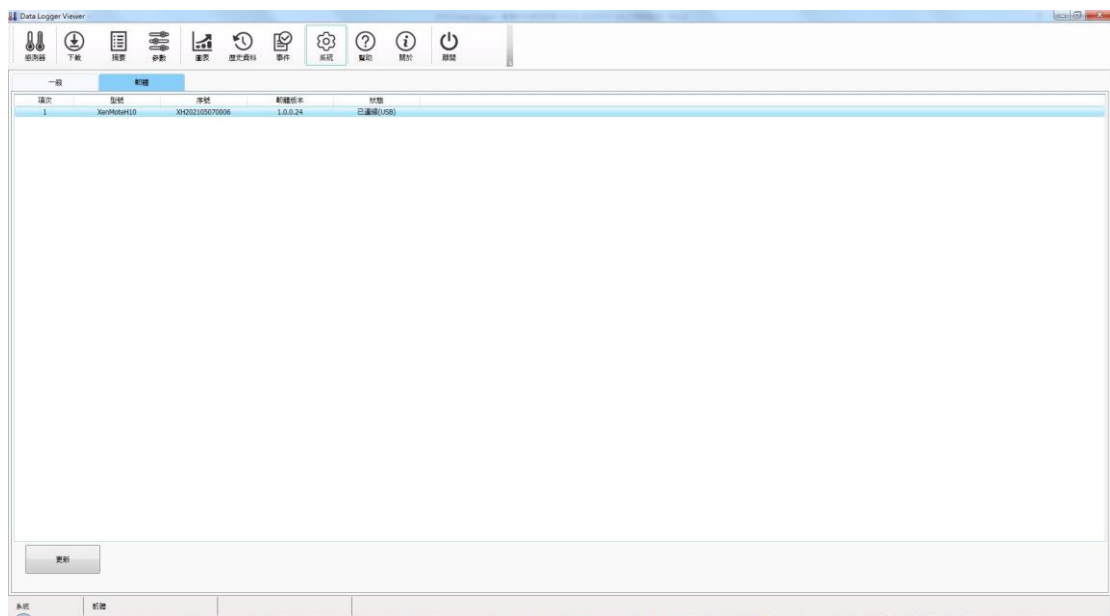 Data Logger Viewer
感測器 下載 摘要 參數 圖表 歷史資料 事件 系統 幫助 關於 離開
一般 韌體
項次 型號 序號 韌體版本 狀態
1 XenMoteH10 XH202105070006 1.0.0.24 已連線(USB)
更新
系統 韌體